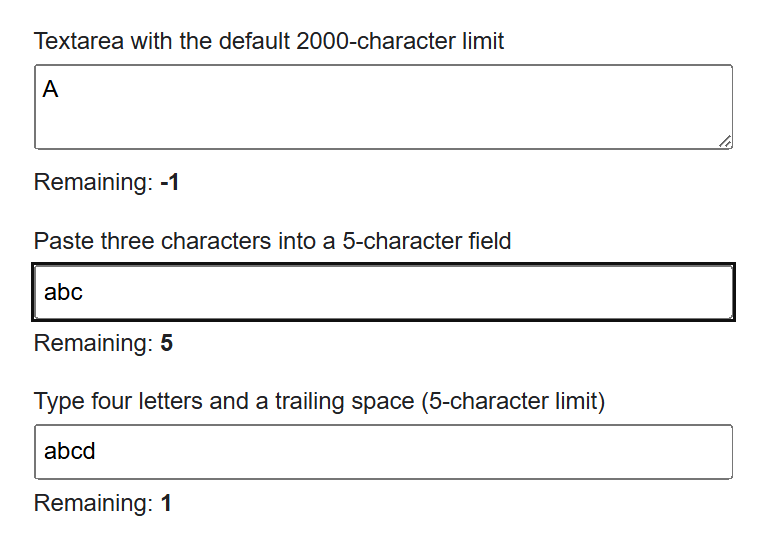 Textarea with the default 2000-character limit
A
Remaining: -1
Paste three characters into a 5-character field
abc
Remaining: 5
Type four letters and a trailing space (5-character limit)
abcd
Remaining: 1